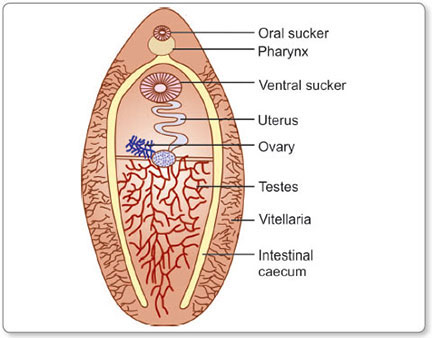 Oral sucker
Pharynx
Ventral sucker
Uterus
Ovary
Testes
Vitellaria
Intestinal
caecum